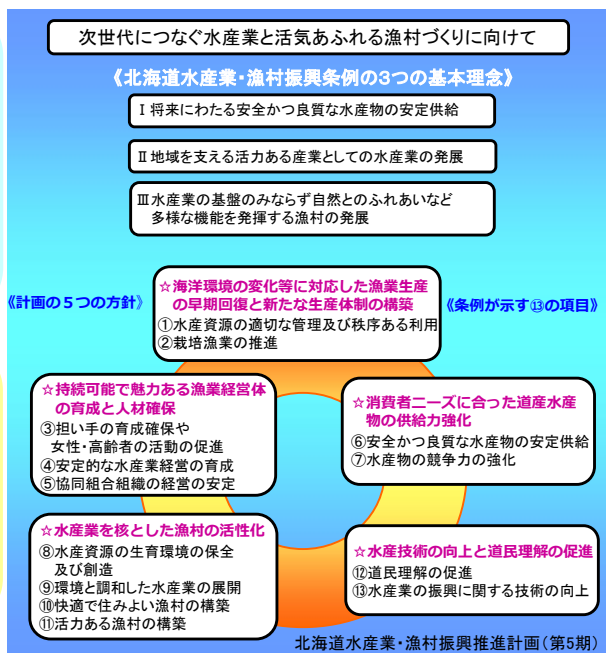 次世代につなぐ水産業と活気あふれる漁村づくりに向けて
《北海道水産業・漁村振興条例の3つの基本理念》
Ⅰ将来にわたる安全かつ良質な水産物の安定供給
Ⅱ地域を支える活力ある産業としての水産業の発展
Ⅲ水産業の基盤のみならず自然とのふれあいなど
多様な機能を発揮する漁村の発展
《計画の5つの方針》
《条例が示す⑬の項目》
☆海洋環境の変化等に対応した漁業生産
の早期回復と新たな生産体制の構築
①水産資源の適切な管理及び秩序ある利用
②栽培漁業の推進
☆持続可能で魅力ある漁業経営体
の育成と人材確保
③担い手の育成確保や
女性・高齢者の活動の促進
④安定的な水産業経営の育成
⑤協同組合組織の経営の安定
☆消費者ニーズに合った道産水産
物の供給力強化
⑥安全かつ良質な水産物の安定供給
⑦水産物の競争力の強化
☆水産業を核とした漁村の活性化
⑧水産資源の生育環境の保全
及び創造
⑨環境と調和した水産業の展開
⑩快適で住みよい漁村の構築
⑪活力ある漁村の構築
☆水産技術の向上と道民理解の促進
⑫道民理解の促進
⑬水産業の振興に関する技術の向上
北海道水産業・漁村振興推進計画(第5期)